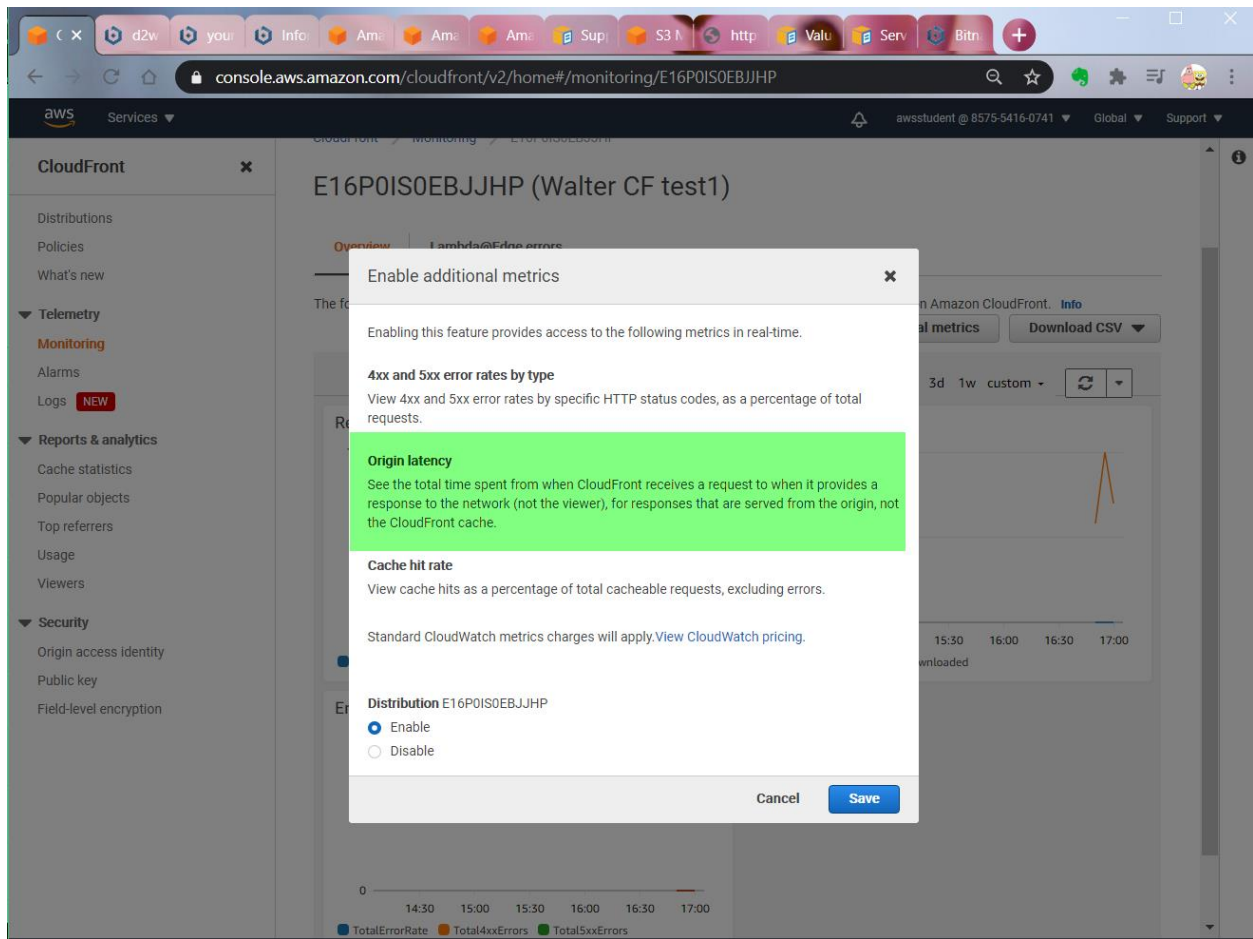 d2w
your
Info
Ama
Ama
Ama
Sup
S3 N
http
Valu
Serv
Bitn
console.aws.amazon.com/cloudfront/v2/home#/monitoring/E16P0IS0EBJJHP
aws
Services
awsstudent @ 8575-5416-0741
Global
Support
CloudFront
Distributions
Policies
What's new
Telemetry
Monitoring
Alarms
Logs NEW
Reports & analytics
Cache statistics
Popular objects
Top referrers
Usage
Viewers
Security
Origin access identity
Public key
Field-level encryption
CloudFront / Monitoring / E16P0IS0EBJJHP
E16P0IS0EBJJHP (Walter CF test1)
Overview
Lambda@Edge errors
n Amazon CloudFront. Info
al metrics
Download CSV
3d 1w custom
Enable additional metrics
Enabling this feature provides access to the following metrics in real-time.
4xx and 5xx error rates by type
View 4xx and 5xx error rates by specific HTTP status codes, as a percentage of total
requests.
Origin latency
See the total time spent from when CloudFront receives a request to when it provides a
response to the network (not the viewer), for responses that are served from the origin, not
the CloudFront cache.
Cache hit rate
View cache hits as a percentage of total cacheable requests, excluding errors.
Standard CloudWatch metrics charges will apply.View CloudWatch pricing.
Distribution E16P0IS0EBJJHP
Enable
Disable
Cancel
Save
15:30 16:00 16:30 17:00
wnloaded
0
14:30 15:00 15:30 16:00 16:30 17:00
TotalErrorRate Total4xxErrors Total5xxErrors